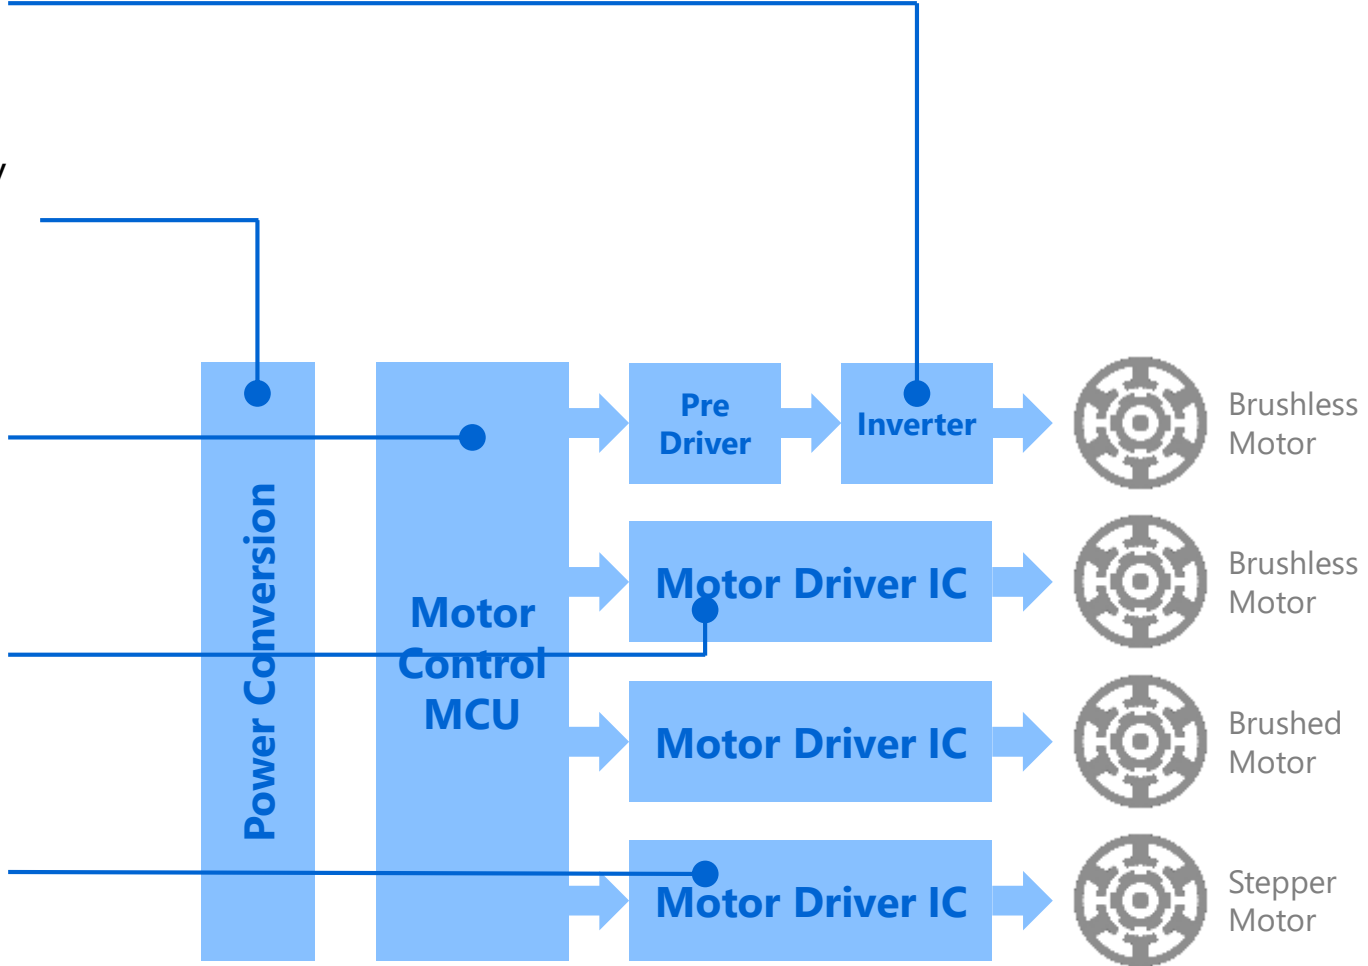 Pre
Driver
Inverter
Brushless
Motor
Motor Driver IC
Brushless
Motor
Power Conversion
Motor
Control
MCU
Motor Driver IC
Brushed
Motor
Motor Driver IC
Stepper
Motor